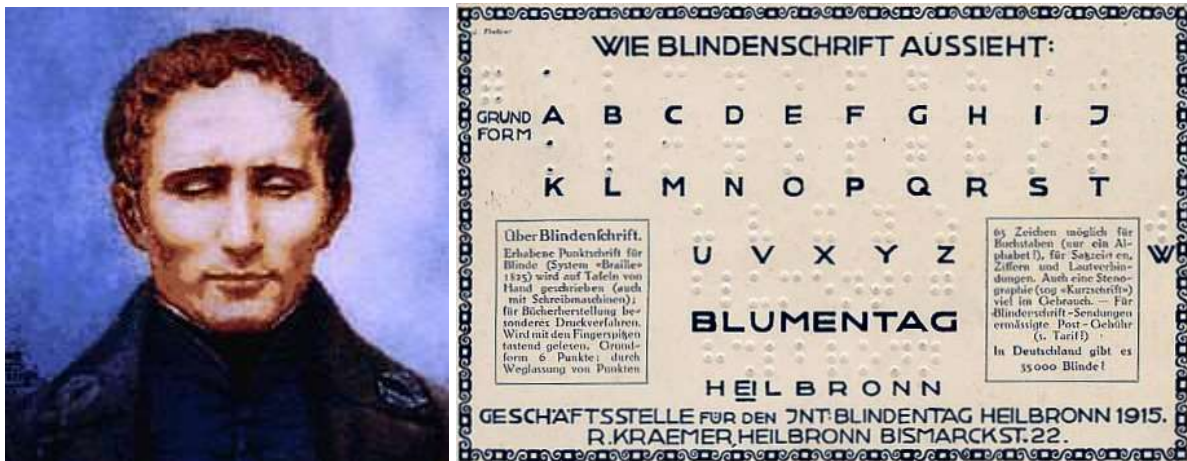 WIE BLINDENSCHRIFT AUSSIEHT:
A B C D E F G H I J
GRUND
FORM
K L M N O P Q R S T
U V X Y Z W
Über Blindenschrift.
Erhabene Punktschrift für
Blinde (System «Braille»
1825) wird auf Tafeln von
Hand geschrieben (auch
mit Schreibmaschinen);
für Bücherherstellung be-
sonderes Druckverfahren.
Wird mit den Fingerspitzen
tastend gelesen. Grund-
form 6 Punkte: durch
Weglassung von Punkten
63 Zeichen möglich für
Buchstaben (nur ein Al-
phabet!), für Satzzeichen,
Ziffern und Lautverbin-
dungen. Auch eine Steno-
graphie (sog «Kurzschrift»)
viel im Gebrauch. — Für
Blindenschrift-Sendungen
ermässigte Post-Gebühr
(s. Tarif!)
In Deutschland gibt es
35000 Blinde!
BLUMENTAG
HEILBRONN
GESCHÄFTSSTELLE FÜR DEN JNT: BLINDENTAG HEILBRONN 1915.
R. KRAEMER, HEILBRONN BISMARCKST. 22.